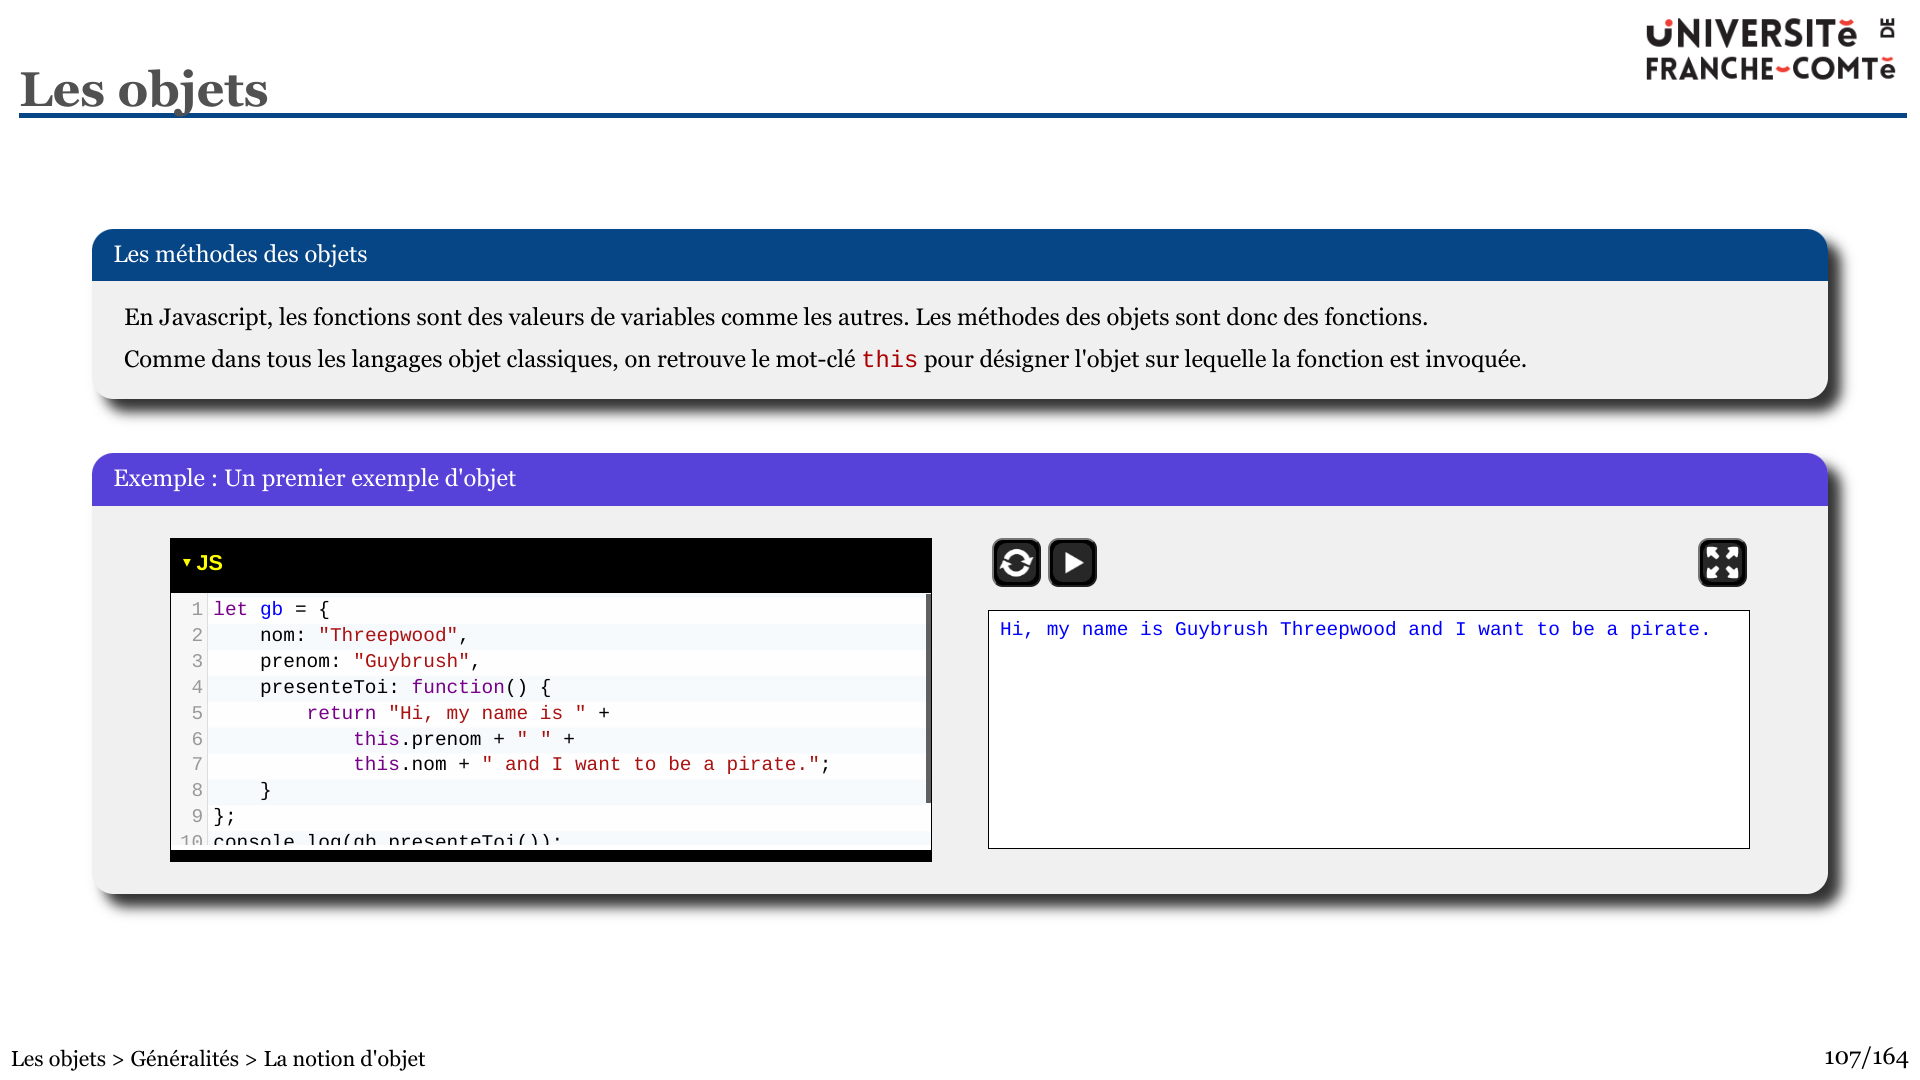 UNIVERSITÉ DE
FRANCHE-COMTÉ
Les objets
Les méthodes des objets
En Javascript, les fonctions sont des valeurs de variables comme les autres. Les méthodes des objets sont donc des fonctions.
Comme dans tous les langages objet classiques, on retrouve le mot-clé this pour désigner l'objet sur lequelle la fonction est invoquée.
Exemple : Un premier exemple d'objet
▼ JS
1 let gb = {
2     nom: "Threepwood",
3     prenom: "Guybrush",
4     presenteToi: function() {
5         return "Hi, my name is " +
6             this.prenom + " " +
7             this.nom + " and I want to be a pirate.";
8     }
9 };
10 console.log(gb.presenteToi());
Hi, my name is Guybrush Threepwood and I want to be a pirate.
Les objets > Généralités > La notion d'objet
107/164